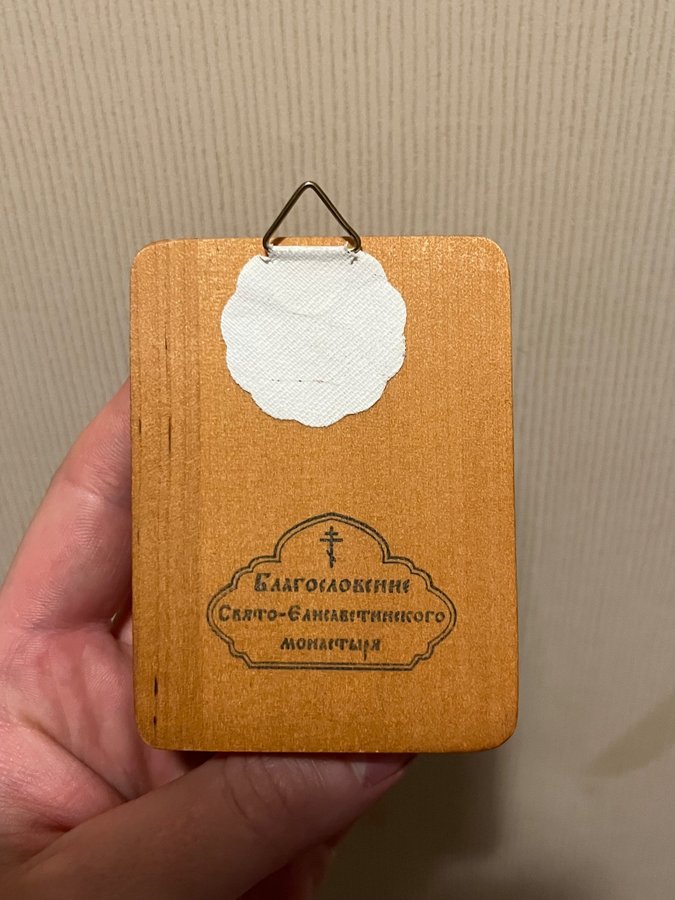 Благословение
Свято-Елисаветинского
монастыря